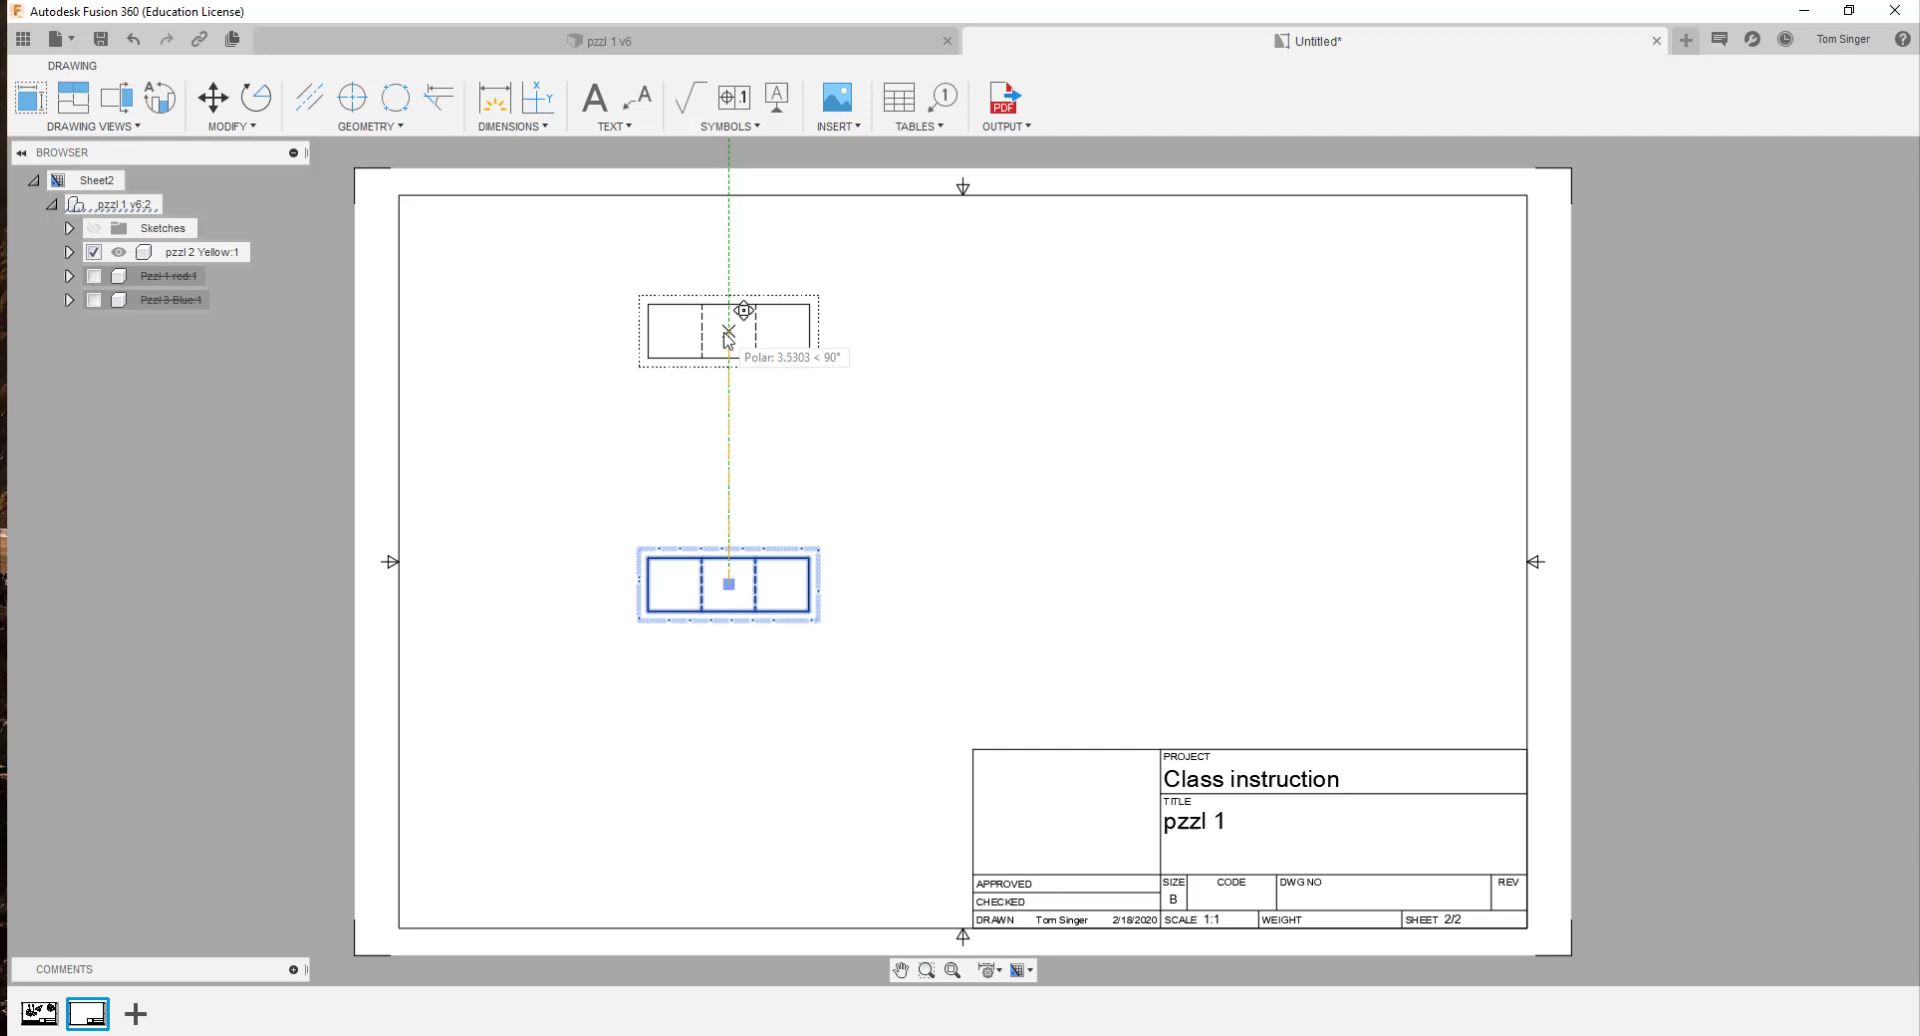 Autodesk Fusion 360 (Education License)
pzzl 1 v6
Untitled*
Tom Singer
DRAWING
DRAWING VIEWS
MODIFY
GEOMETRY
DIMENSIONS
TEXT
SYMBOLS
INSERT
TABLES
OUTPUT
BROWSER
Sheet2
pzzl 1 v6:2
Sketches
pzzl 2 Yellow:1
Pzzl 1 red:1
Pzzl 3 Blue:1
Polar: 3.5303 < 90°
PROJECT
Class instruction
TITLE
pzzl 1
APPROVED
SIZE
CODE
DWG NO
REV
CHECKED
B
DRAWN Tom Singer 2/18/2020
SCALE 1:1
WEIGHT
SHEET 2/2
COMMENTS